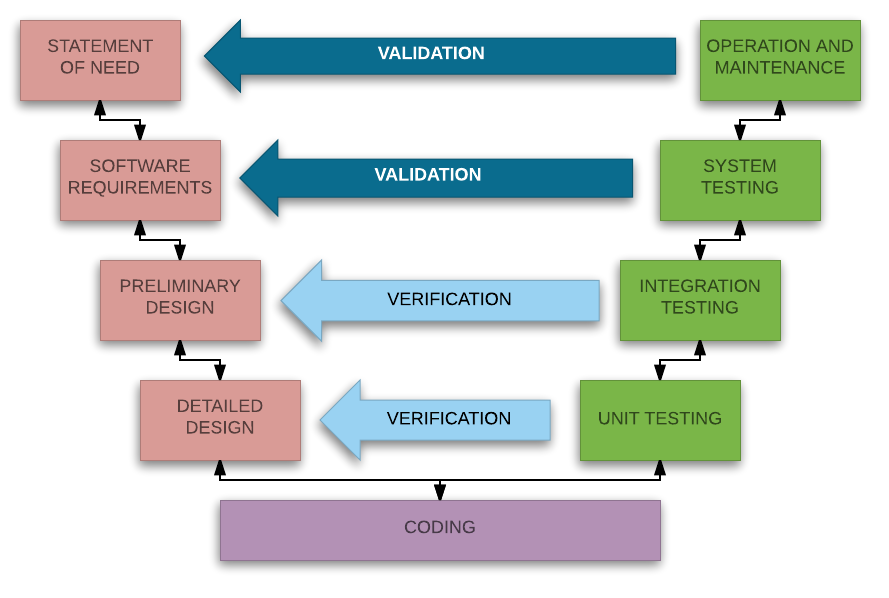 STATEMENT
OF NEED
VALIDATION
OPERATION AND
MAINTENANCE
SOFTWARE
REQUIREMENTS
VALIDATION
SYSTEM
TESTING
PRELIMINARY
DESIGN
VERIFICATION
INTEGRATION
TESTING
DETAILED
DESIGN
VERIFICATION
UNIT TESTING
CODING